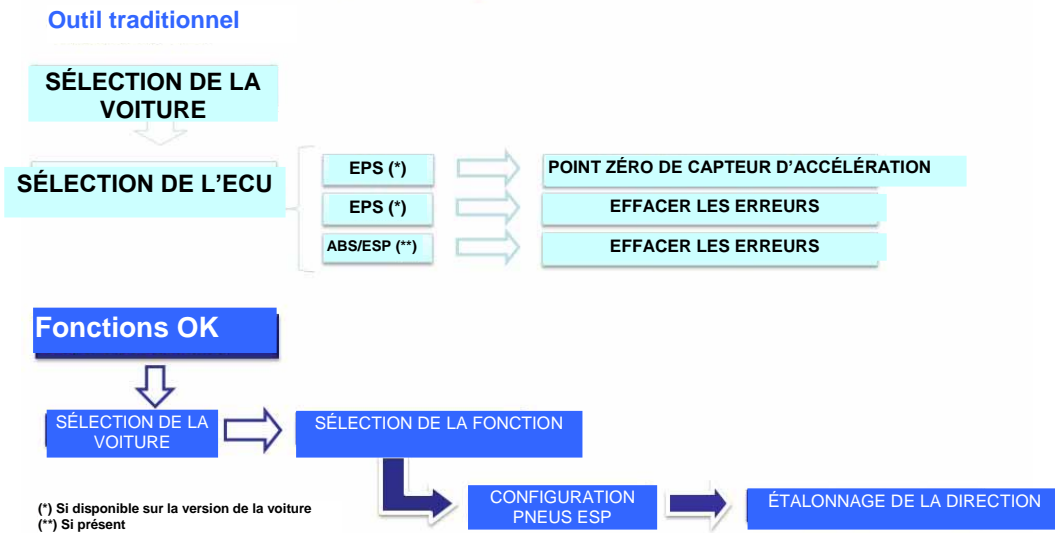 Outil traditionnel
SÉLECTION DE LA
VOITURE
SÉLECTION DE L'ECU
EPS (*)
POINT ZÉRO DE CAPTEUR D'ACCÉLÉRATION
EPS (*)
EFFACER LES ERREURS
ABS/ESP (**)
EFFACER LES ERREURS
Fonctions OK
SÉLECTION DE LA
VOITURE
SÉLECTION DE LA FONCTION
CONFIGURATION
PNEUS ESP
ÉTALONNAGE DE LA DIRECTION
(*) Si disponible sur la version de la voiture
(**) Si présent